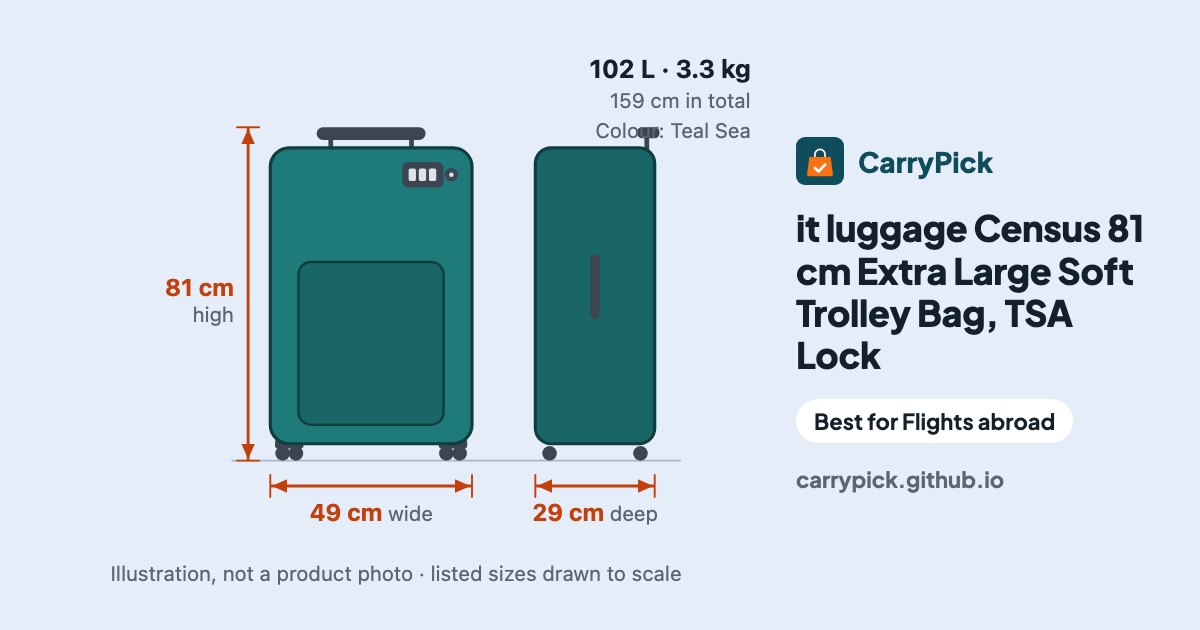 102 L · 3.3 kg
159 cm in total
Colour: Teal Sea
81 cm
high
49 cm wide
29 cm deep
Illustration, not a product photo · listed sizes drawn to scale
CarryPick
it luggage Census 81
cm Extra Large Soft
Trolley Bag, TSA
Lock
Best for Flights abroad
carrypick.github.io